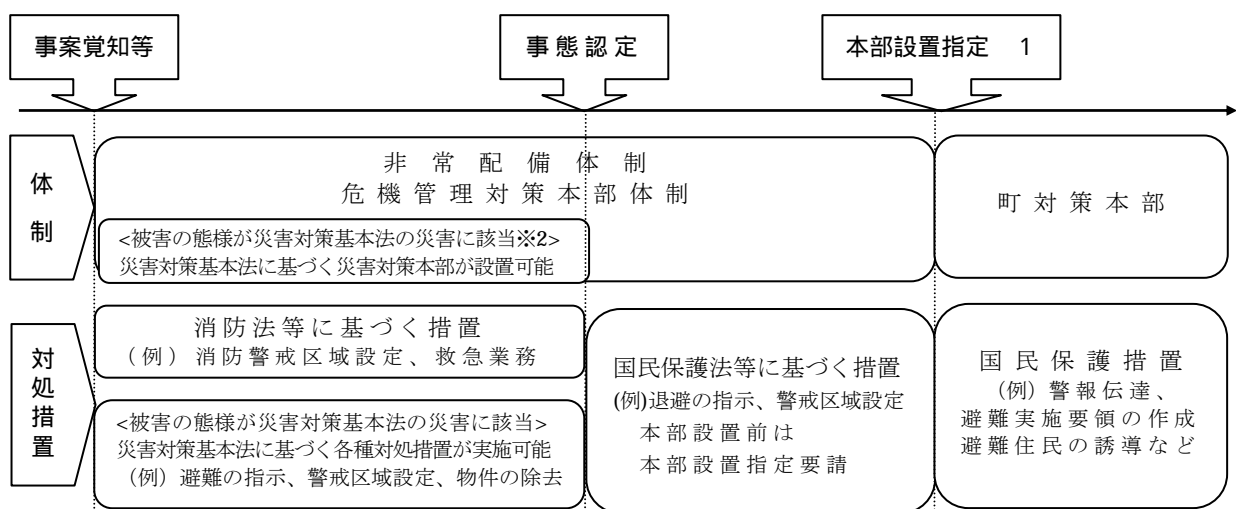 事案覚知等
事態認定
本部設置指定 1
体
制
非常配備体制
危機管理対策本部体制
<被害の態様が災害対策基本法の災害に該当※2>
災害対策基本法に基づく災害対策本部が設置可能
町対策本部
対
処
措
置
消防法等に基づく措置
(例)消防警戒区域設定、救急業務
<被害の態様が災害対策基本法の災害に該当>
災害対策基本法に基づく各種対処措置が実施可能
(例)避難の指示、警戒区域設定、物件の除去
国民保護法等に基づく措置
(例)退避の指示、警戒区域設定
本部設置前は
本部設置指定要請
国民保護措置
(例)警報伝達、
避難実施要領の作成
避難住民の誘導など